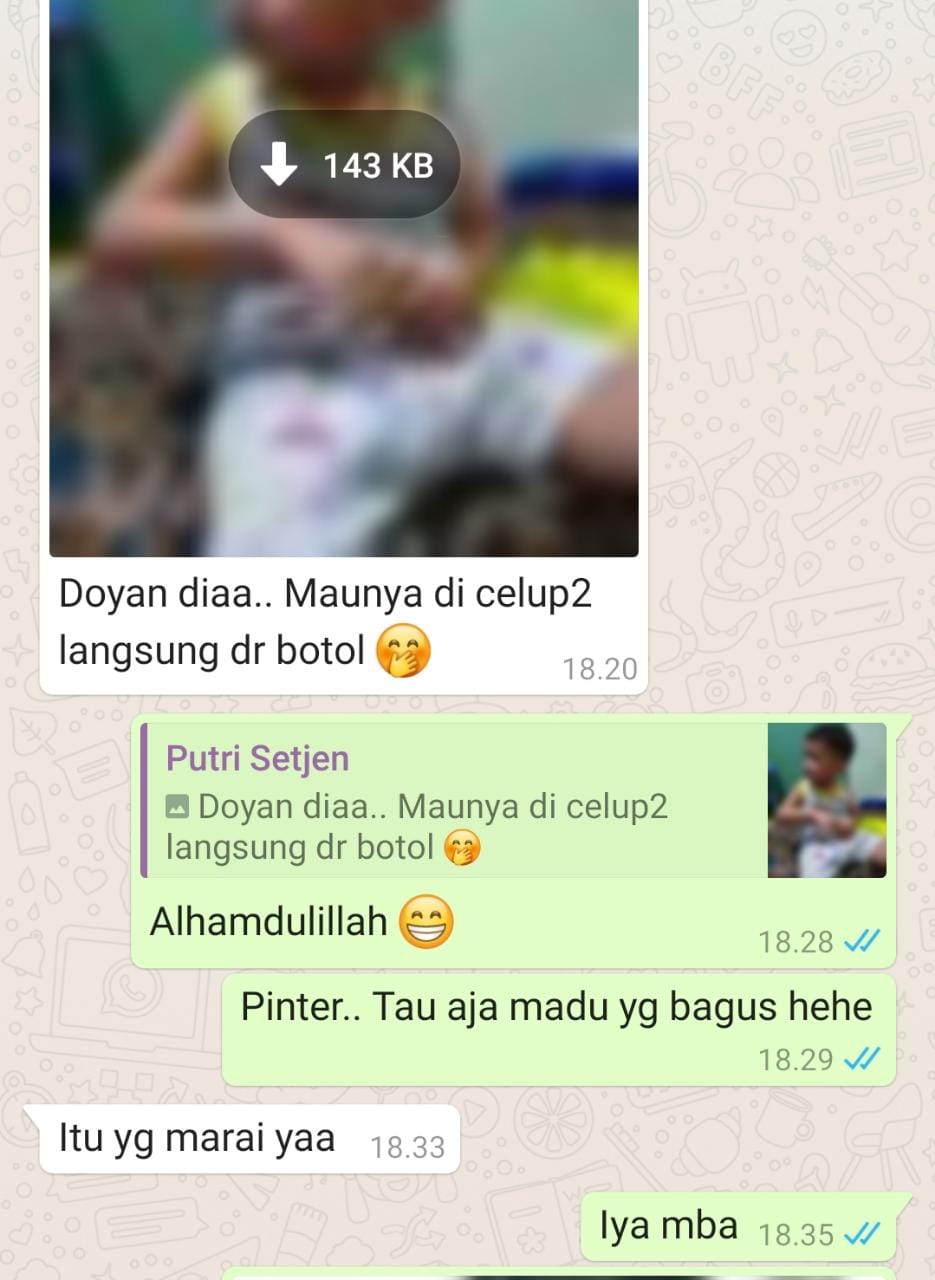 143 KB
Doyan diaa.. Maunya di celup2
langsung dr botol 🤭
18.20
Putri Setjen
Doyan diaa.. Maunya di celup2
langsung dr botol 🤭
Alhamdulillah 😁
18.28
Pinter.. Tau aja madu yg bagus hehe
18.29
Itu yg marai yaa 18.33
Iya mba 18.35